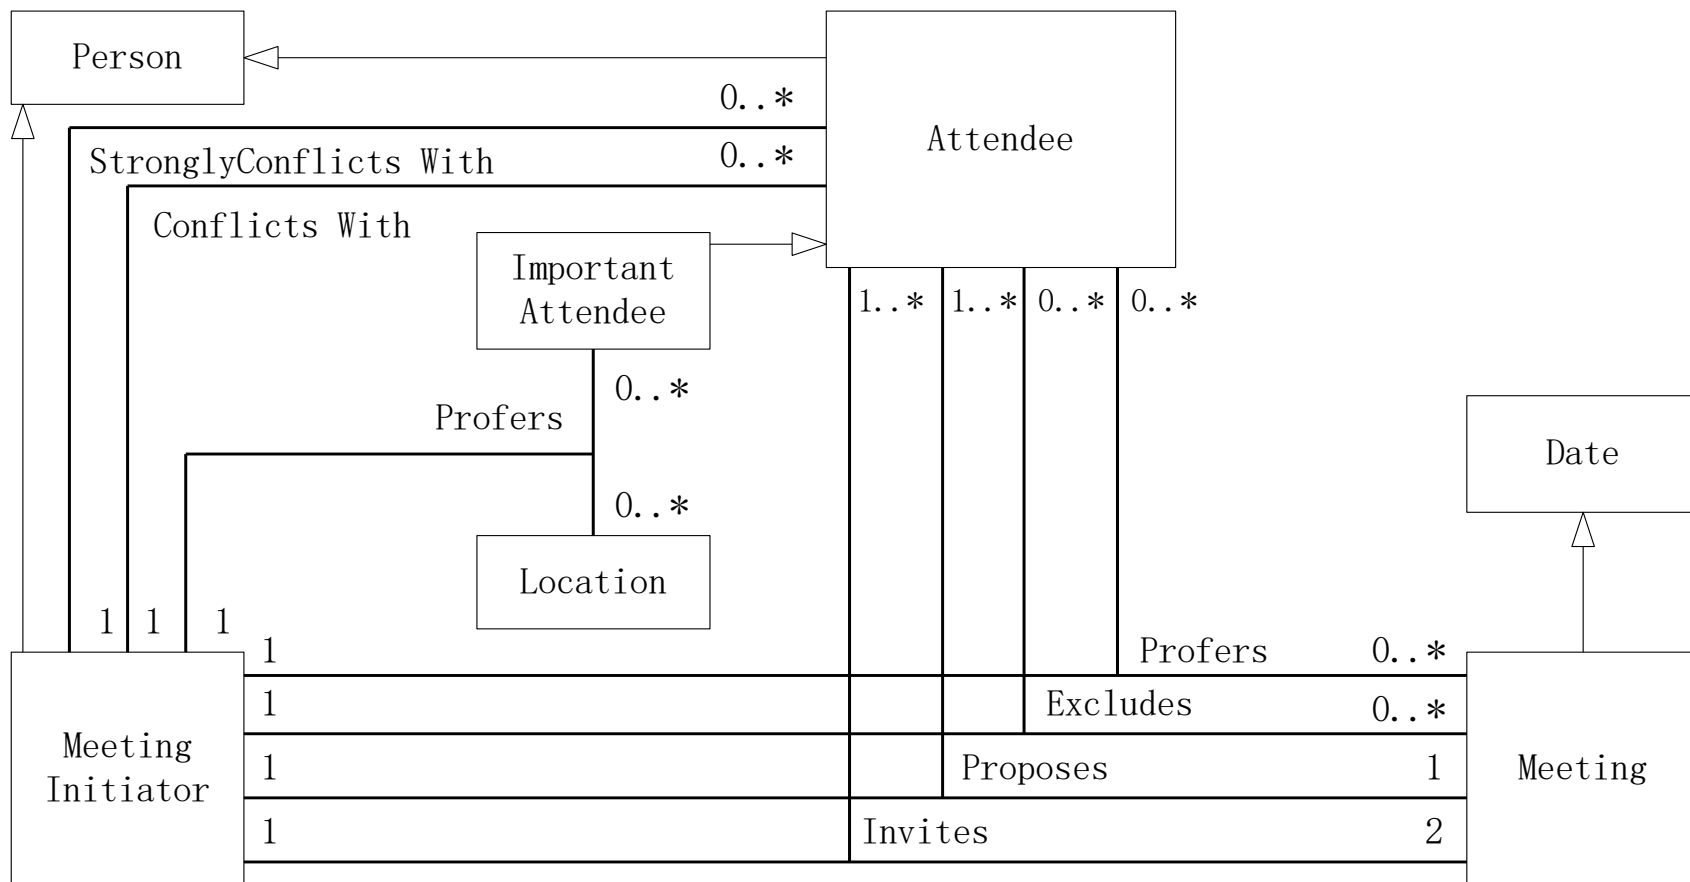 Person
Attendee
0..*
StronglyConflicts With
0..*
Conflicts With
Important
Attendee
1..*
1..*
0..*
0..*
0..*
Profers
Date
0..*
Location
1
1
1
1
Profers
0..*
1
Excludes
0..*
Meeting
Initiator
1
Proposes
1
Meeting
1
Invites
2